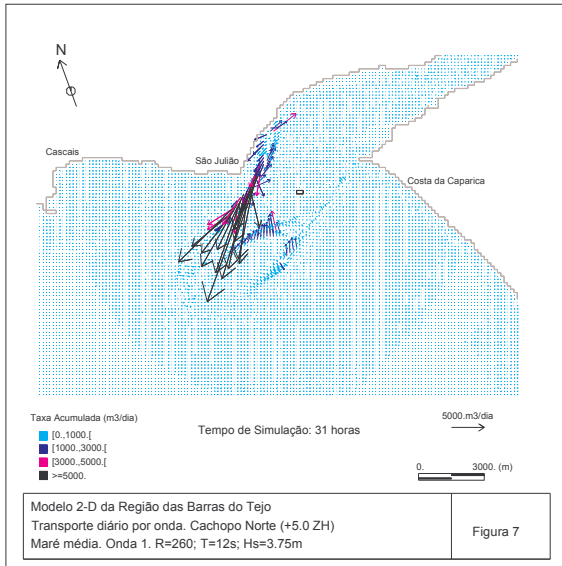 N
Cascais
São Julião
Costa da Caparica
Taxa Acumulada (m3/dia)
[0.,1000.[
[1000.,3000.[
[3000.,5000.[
>=5000.
Tempo de Simulação: 31 horas
5000.m3/dia
0. 3000. (m)
Modelo 2-D da Região das Barras do Tejo
Transporte diário por onda. Cachopo Norte (+5.0 ZH)
Maré média. Onda 1. R=260; T=12s; Hs=3.75m
Figura 7